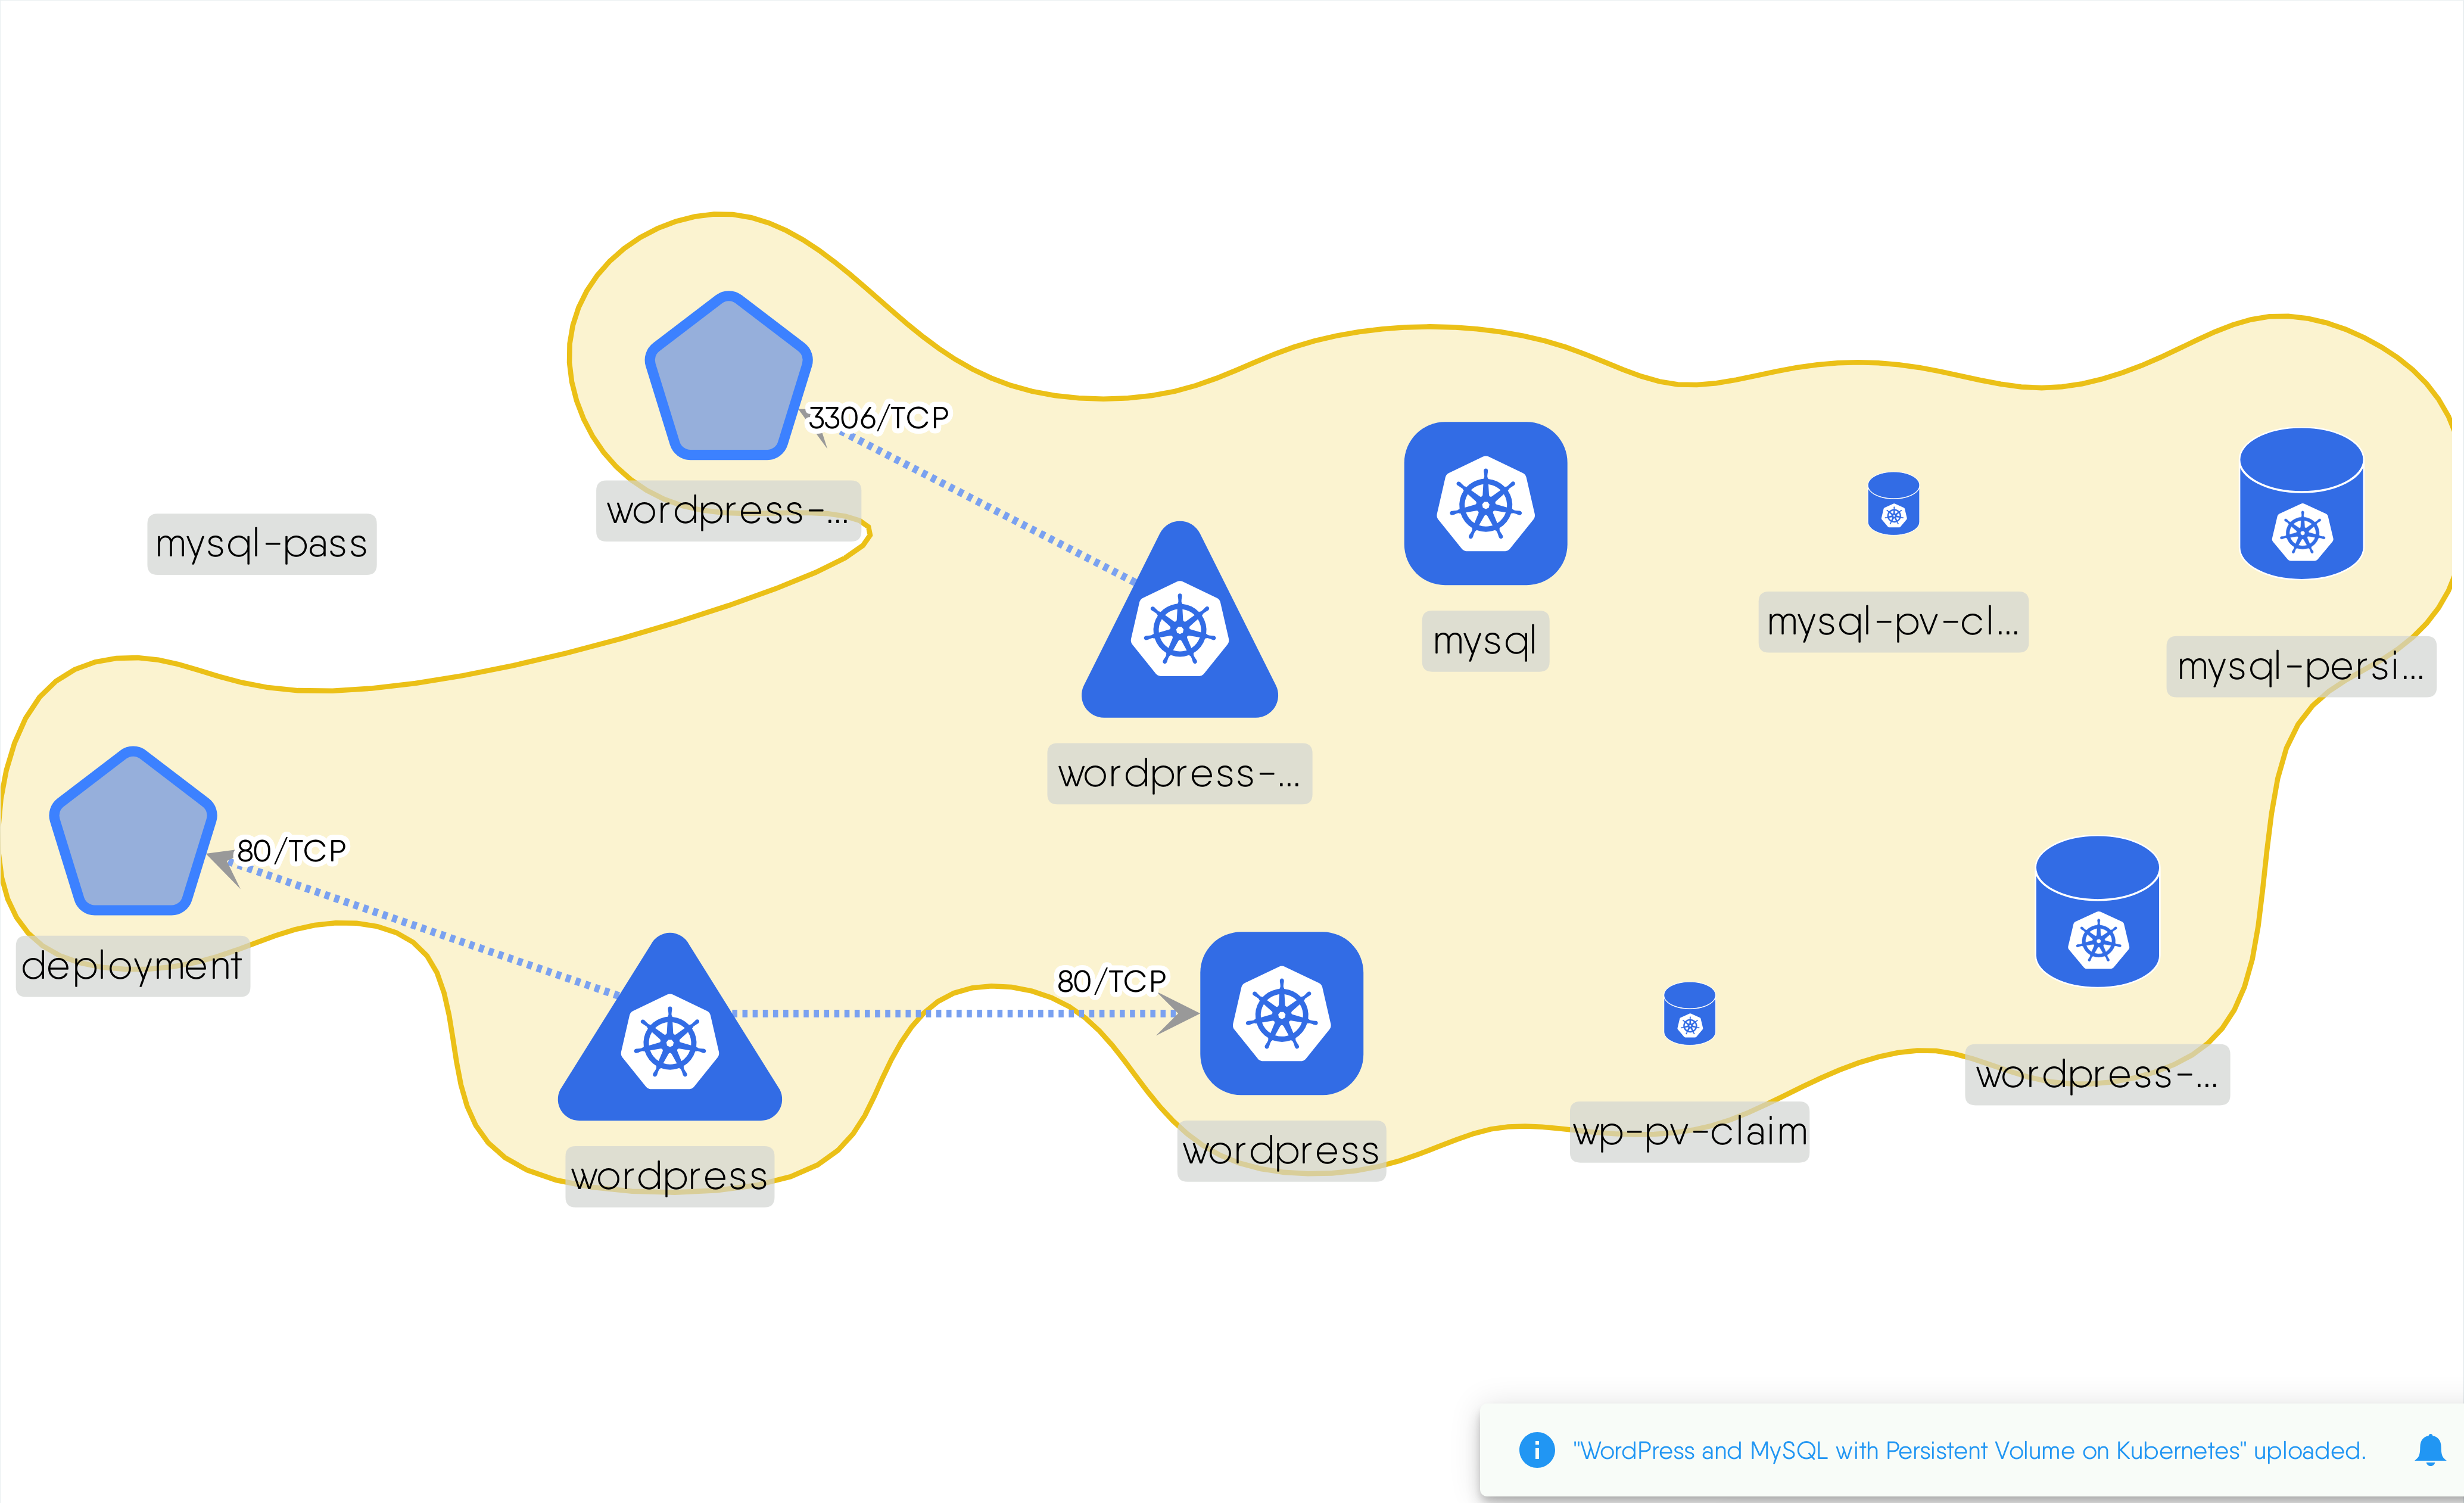 3306/TCP
wordpress-...
mysql-pass
mysql
mysql-pv-cl...
mysql-persi...
wordpress-...
80/TCP
deployment
80/TCP
wordpress
wordpress
wp-pv-claim
wordpress-...
"WordPress and MySQL with Persistent Volume on Kubernetes" uploaded.